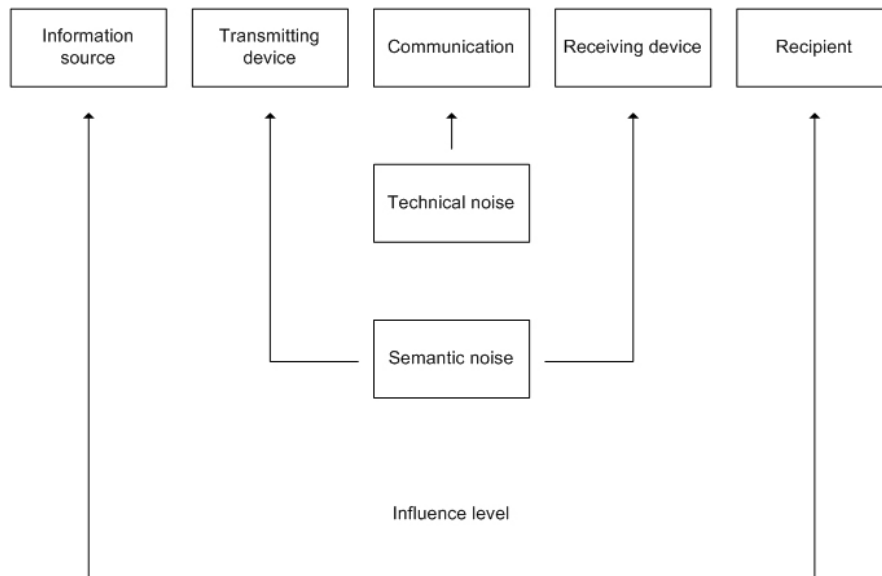 Information
source
Transmitting
device
Communication
Receiving device
Recipient
Technical noise
Semantic noise
Influence level